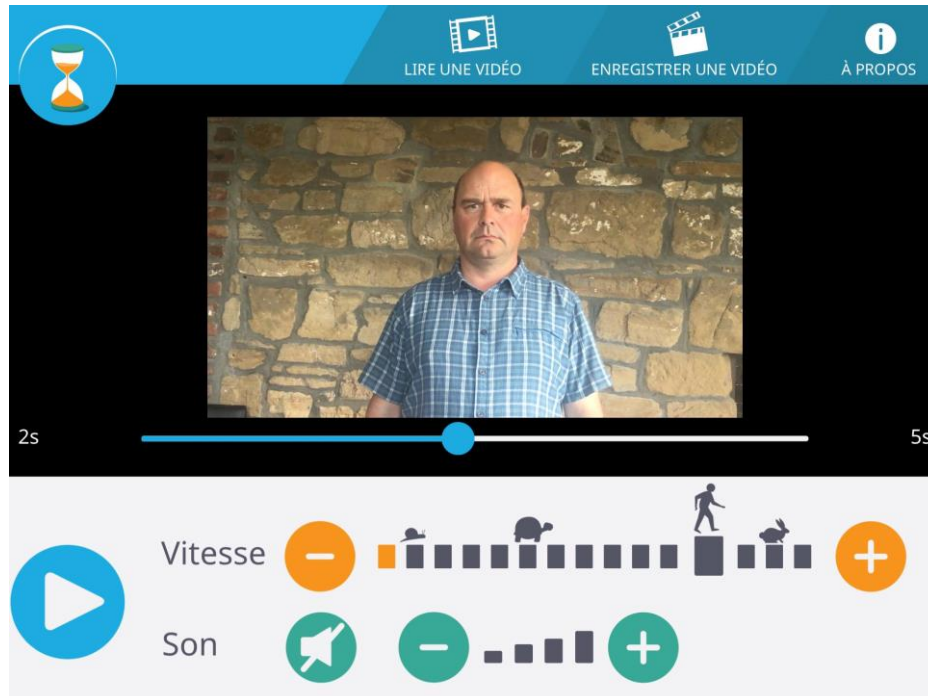 LIRE UNE VIDÉO
ENREGISTRER UNE VIDÉO
À PROPOS
2s
5s
Vitesse
Son